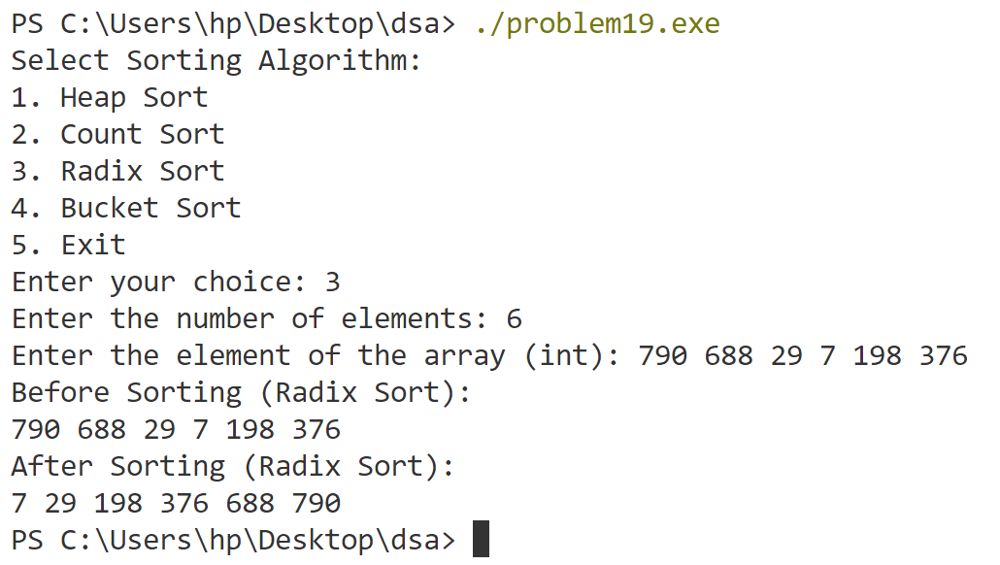 PS C:\Users\hp\Desktop\dsa> ./problem19.exe
Select Sorting Algorithm:
1. Heap Sort
2. Count Sort
3. Radix Sort
4. Bucket Sort
5. Exit
Enter your choice: 3
Enter the number of elements: 6
Enter the element of the array (int): 790 688 29 7 198 376
Before Sorting (Radix Sort):
790 688 29 7 198 376
After Sorting (Radix Sort):
7 29 198 376 688 790
PS C:\Users\hp\Desktop\dsa>